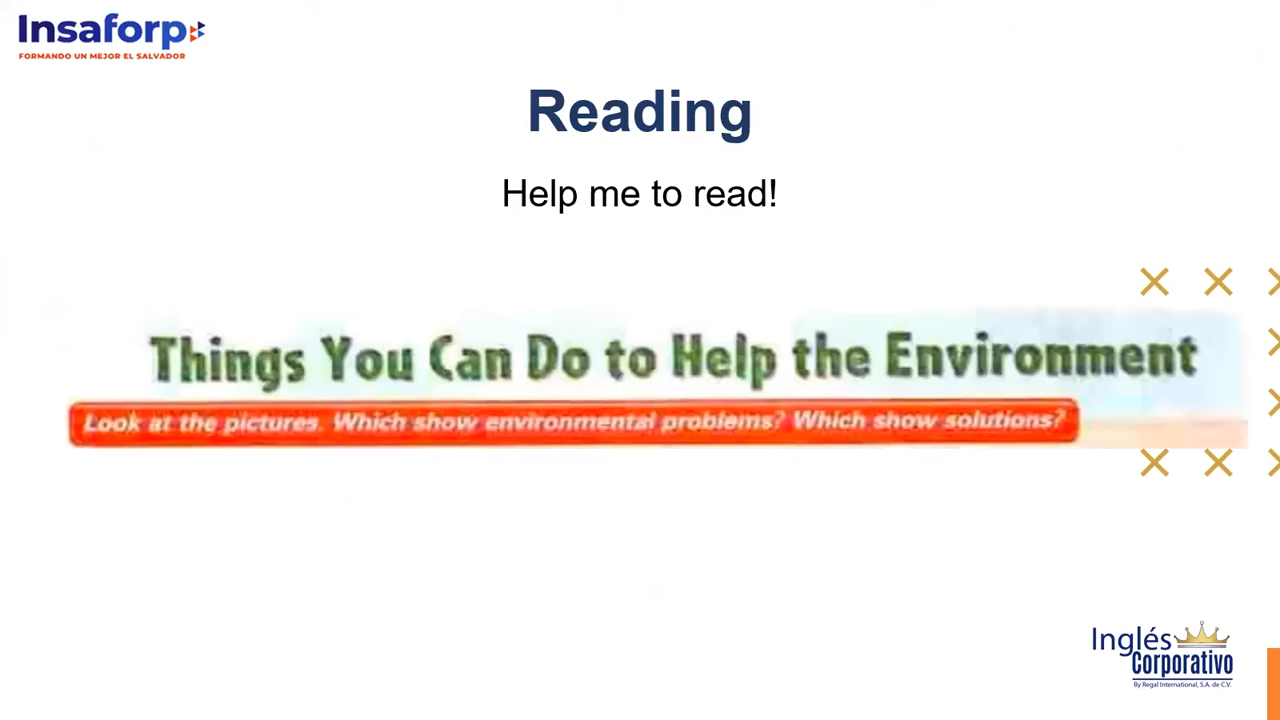 Insaforp
FORMANDO UN MEJOR EL SALVADOR
Reading
Help me to read!
Things You Can Do to Help the Environment
Look at the pictures. Which show environmental problems? Which show solutions?
Inglés
Corporativo
By Regal International, S.A. de C.V.